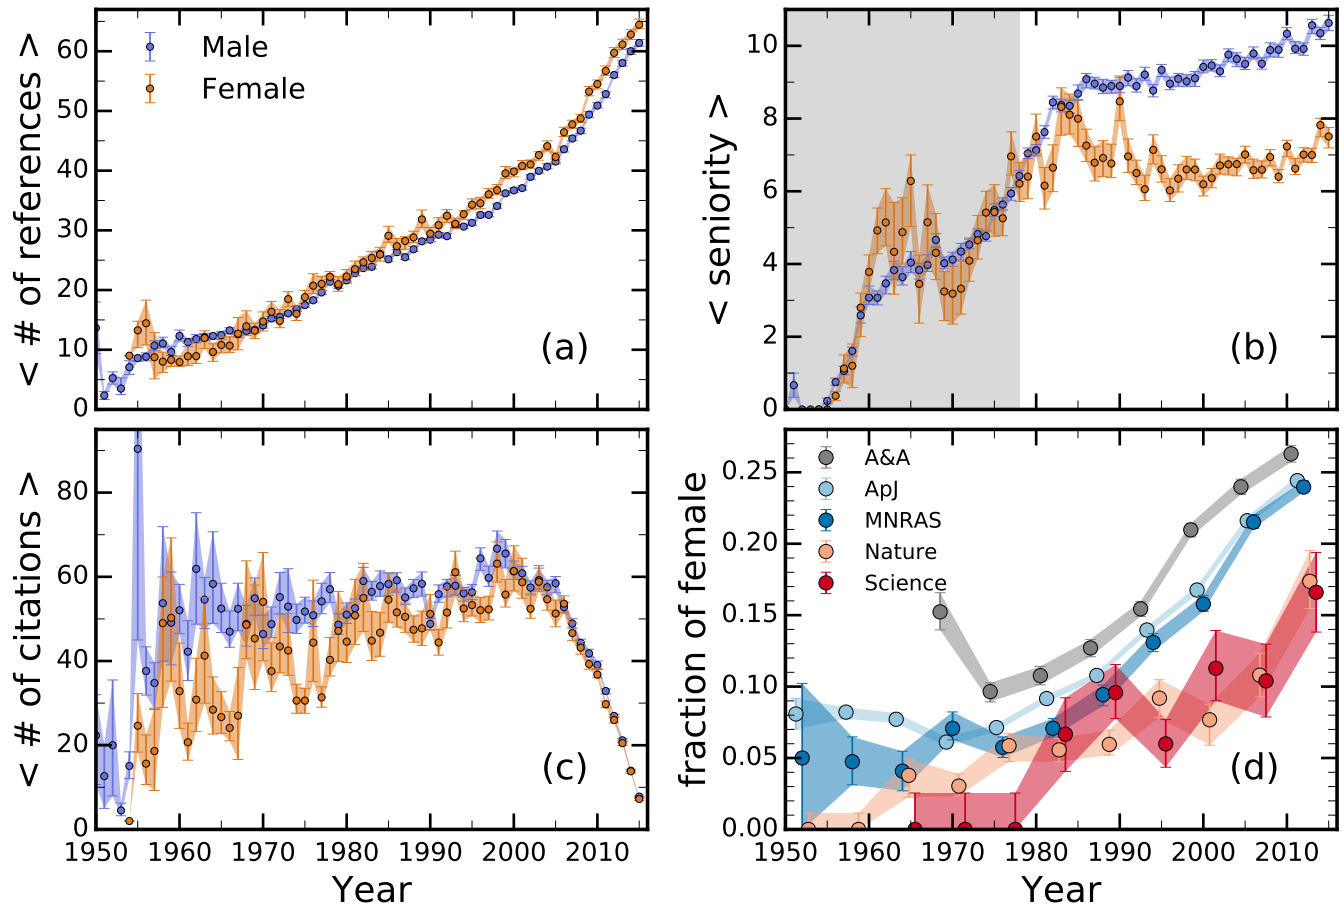 < # of references >
60
50
40
30
20
10
0
Male
Female
(a)
< seniority >
10
8
6
4
2
0
(b)
< # of citations >
80
60
40
20
0
(c)
1950 1960 1970 1980 1990 2000 2010
Year
fraction of female
0.25
0.20
0.15
0.10
0.05
0.00
A&A
ApJ
MNRAS
Nature
Science
(d)
1950 1960 1970 1980 1990 2000 2010
Year